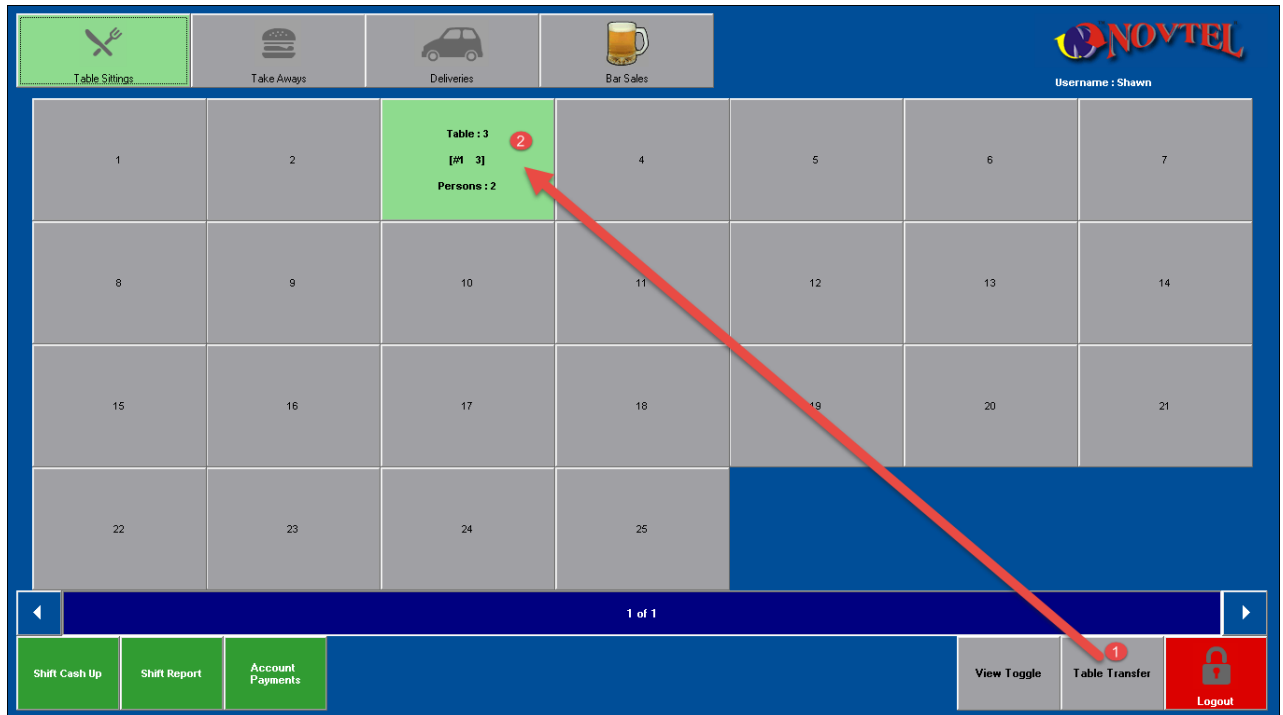 Table Sittings
Take Aways
Deliveries
Bar Sales
NOVTEL
Username : Shawn
1
2
Table : 3
2
[#1 3]
Persons : 2
4
5
6
7
8
9
10
11
12
13
14
15
16
17
18
19
20
21
22
23
24
25
1 of 1
Shift Cash Up
Shift Report
Account
Payments
View Toggle
1
Table Transfer
Logout